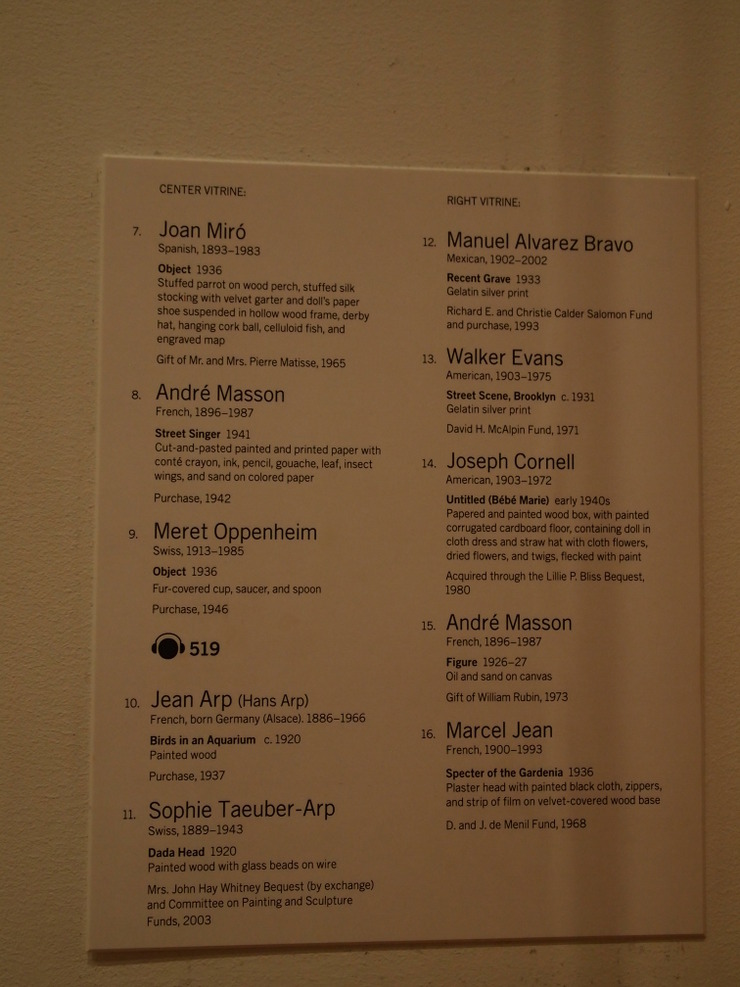 CENTER VITRINE:
7. Joan Miró
Spanish, 1893–1983
Object 1936
Stuffed parrot on wood perch, stuffed silk
stocking with velvet garter and doll's paper
shoe suspended in hollow wood frame, derby
hat, hanging cork ball, celluloid fish, and
engraved map
Gift of Mr. and Mrs. Pierre Matisse, 1965
8. André Masson
French, 1896–1987
Street Singer 1941
Cut-and-pasted painted and printed paper with
conté crayon, ink, pencil, gouache, leaf, insect
wings, and sand on colored paper
Purchase, 1942
9. Meret Oppenheim
Swiss, 1913–1985
Object 1936
Fur-covered cup, saucer, and spoon
Purchase, 1946
519
10. Jean Arp (Hans Arp)
French, born Germany (Alsace). 1886–1966
Birds in an Aquarium c. 1920
Painted wood
Purchase, 1937
11. Sophie Taeuber-Arp
Swiss, 1889–1943
Dada Head 1920
Painted wood with glass beads on wire
Mrs. John Hay Whitney Bequest (by exchange)
and Committee on Painting and Sculpture
Funds, 2003
RIGHT VITRINE:
12. Manuel Alvarez Bravo
Mexican, 1902–2002
Recent Grave 1933
Gelatin silver print
Richard E. and Christie Calder Salomon Fund
and purchase, 1993
13. Walker Evans
American, 1903–1975
Street Scene, Brooklyn c. 1931
Gelatin silver print
David H. McAlpin Fund, 1971
14. Joseph Cornell
American, 1903–1972
Untitled (Bébé Marie) early 1940s
Papered and painted wood box, with painted
corrugated cardboard floor, containing doll in
cloth dress and straw hat with cloth flowers,
dried flowers, and twigs, flecked with paint
Acquired through the Lillie P. Bliss Bequest,
1980
15. André Masson
French, 1896–1987
Figure 1926–27
Oil and sand on canvas
Gift of William Rubin, 1973
16. Marcel Jean
French, 1900–1993
Specter of the Gardenia 1936
Plaster head with painted black cloth, zippers,
and strip of film on velvet-covered wood base
D. and J. de Menil Fund, 1968